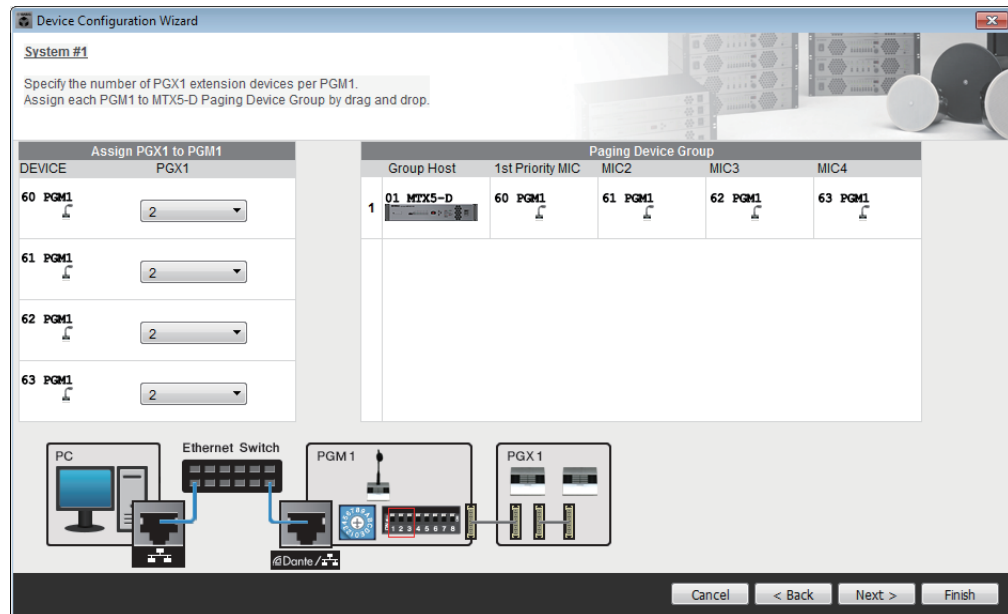 Device Configuration Wizard
System #1
Specify the number of PGX1 extension devices per PGM1.
Assign each PGM1 to MTX5-D Paging Device Group by drag and drop.
Assign PGX1 to PGM1
DEVICE PGX1
60 PGM1 2
61 PGM1 2
62 PGM1 2
63 PGM1 2
Paging Device Group
Group Host 1st Priority MIC MIC2 MIC3 MIC4
1 01 MTX5-D 60 PGM1 61 PGM1 62 PGM1 63 PGM1
PC
Ethernet Switch
PGM1
PGX1
1 2 3 4 5 6 7 8
Dante /
Cancel < Back Next > Finish